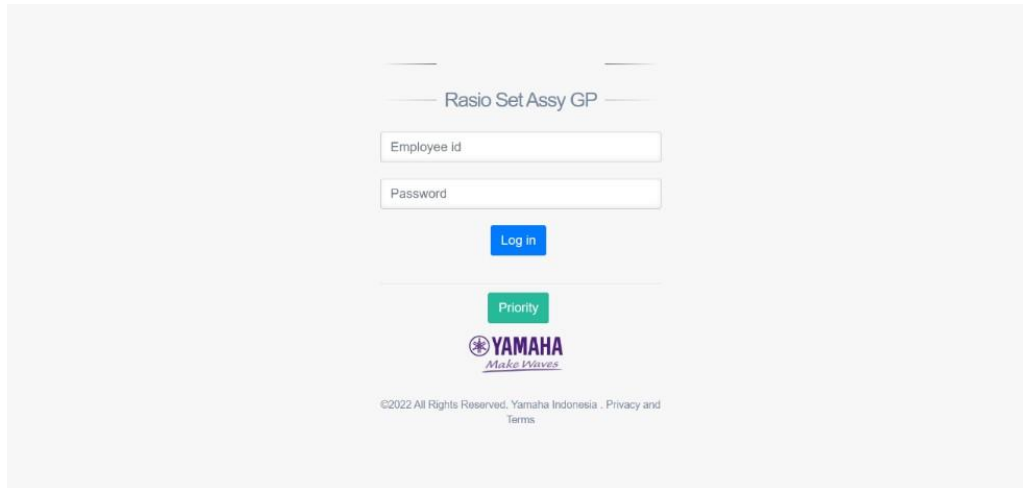 Rasio Set Assy GP
Employee id
Password
Log in
Priority
YAMAHA
Make Waves
©2022 All Rights Reserved. Yamaha Indonesia . Privacy and
Terms